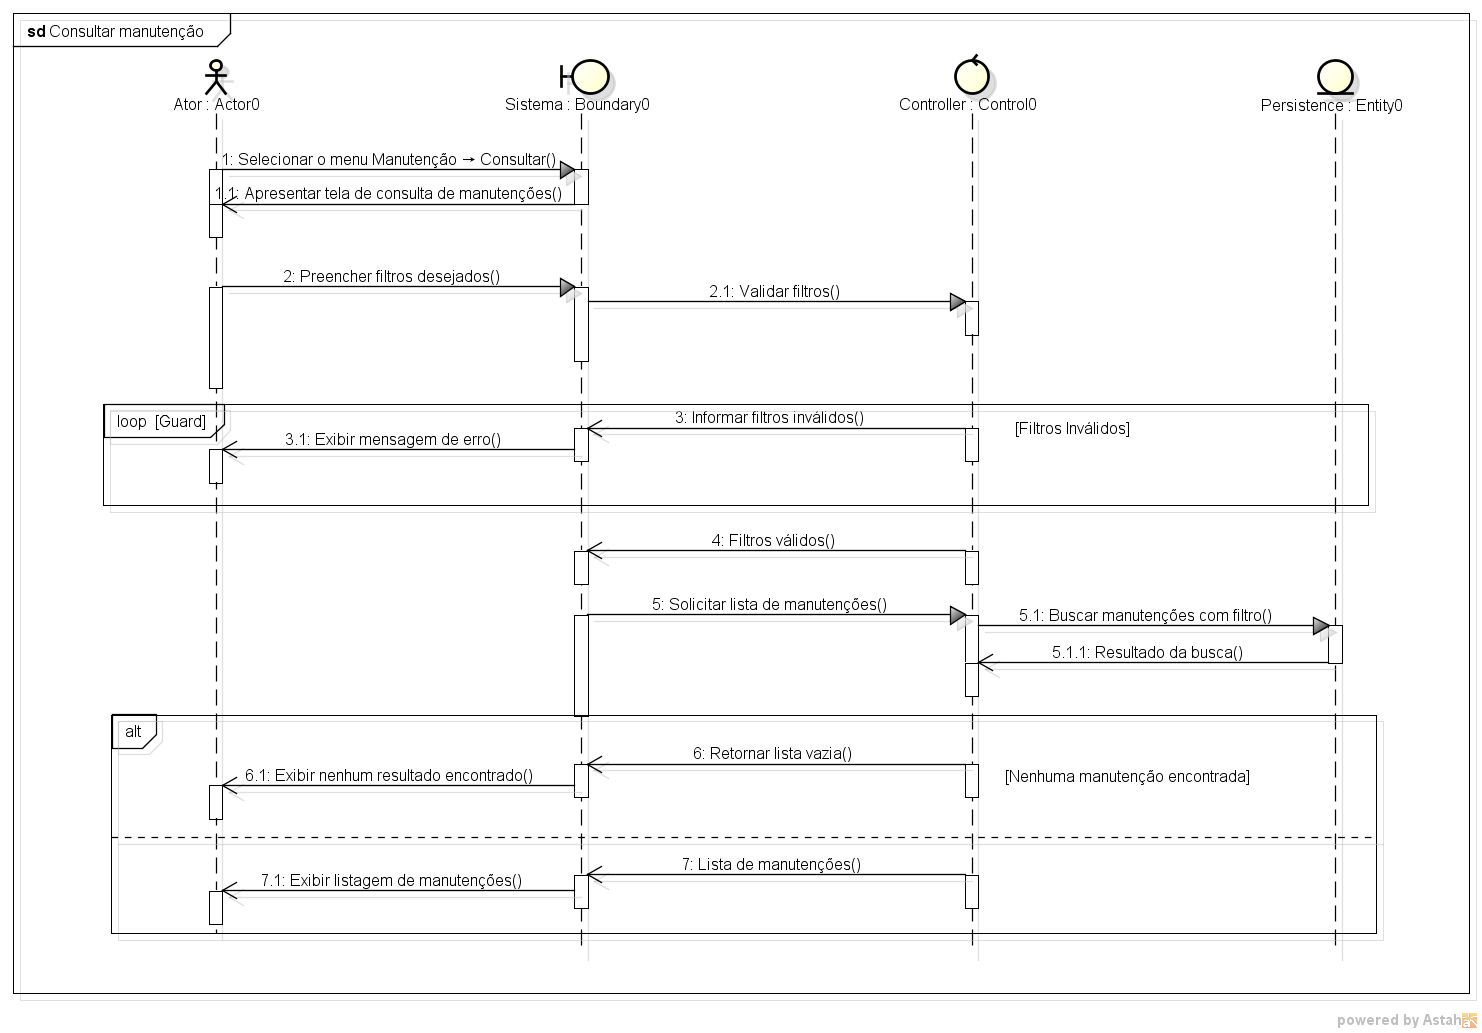 sd Consultar manutenção
Ator : Actor0
Sistema : Boundary0
Controller : Control0
Persistence : Entity0
1: Selecionar o menu Manutenção → Consultar()
1.1: Apresentar tela de consulta de manutenções()
2: Preencher filtros desejados()
2.1: Validar filtros()
loop [Guard]
3: Informar filtros inválidos()
[Filtros Inválidos]
3.1: Exibir mensagem de erro()
4: Filtros válidos()
5: Solicitar lista de manutenções()
5.1: Buscar manutenções com filtro()
5.1.1: Resultado da busca()
alt
6: Retornar lista vazia()
6.1: Exibir nenhum resultado encontrado()
[Nenhuma manutenção encontrada]
7: Lista de manutenções()
7.1: Exibir listagem de manutenções()
powered by Astah